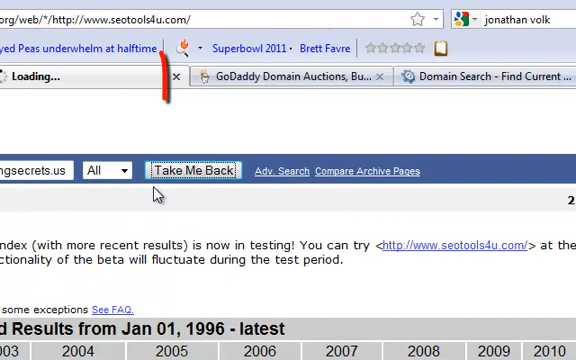 org/web/*/http://www.seotools4u.com/ jonathan volk
yed Peas underwhelm at halftime Superbowl 2011 • Brett Favre
Loading... GoDaddy Domain Auctions, Bu... Domain Search - Find Current ...
ngsecrets.us All Take Me Back Adv. Search Compare Archive Pages
2
ndex (with more recent results) is now in testing! You can try <http://www.seotools4u.com/> at the
ctionality of the beta will fluctuate during the test period.
some exceptions See FAQ.
d Results from Jan 01, 1996 - latest
003 2004 2005 2006 2007 2008 2009 2010